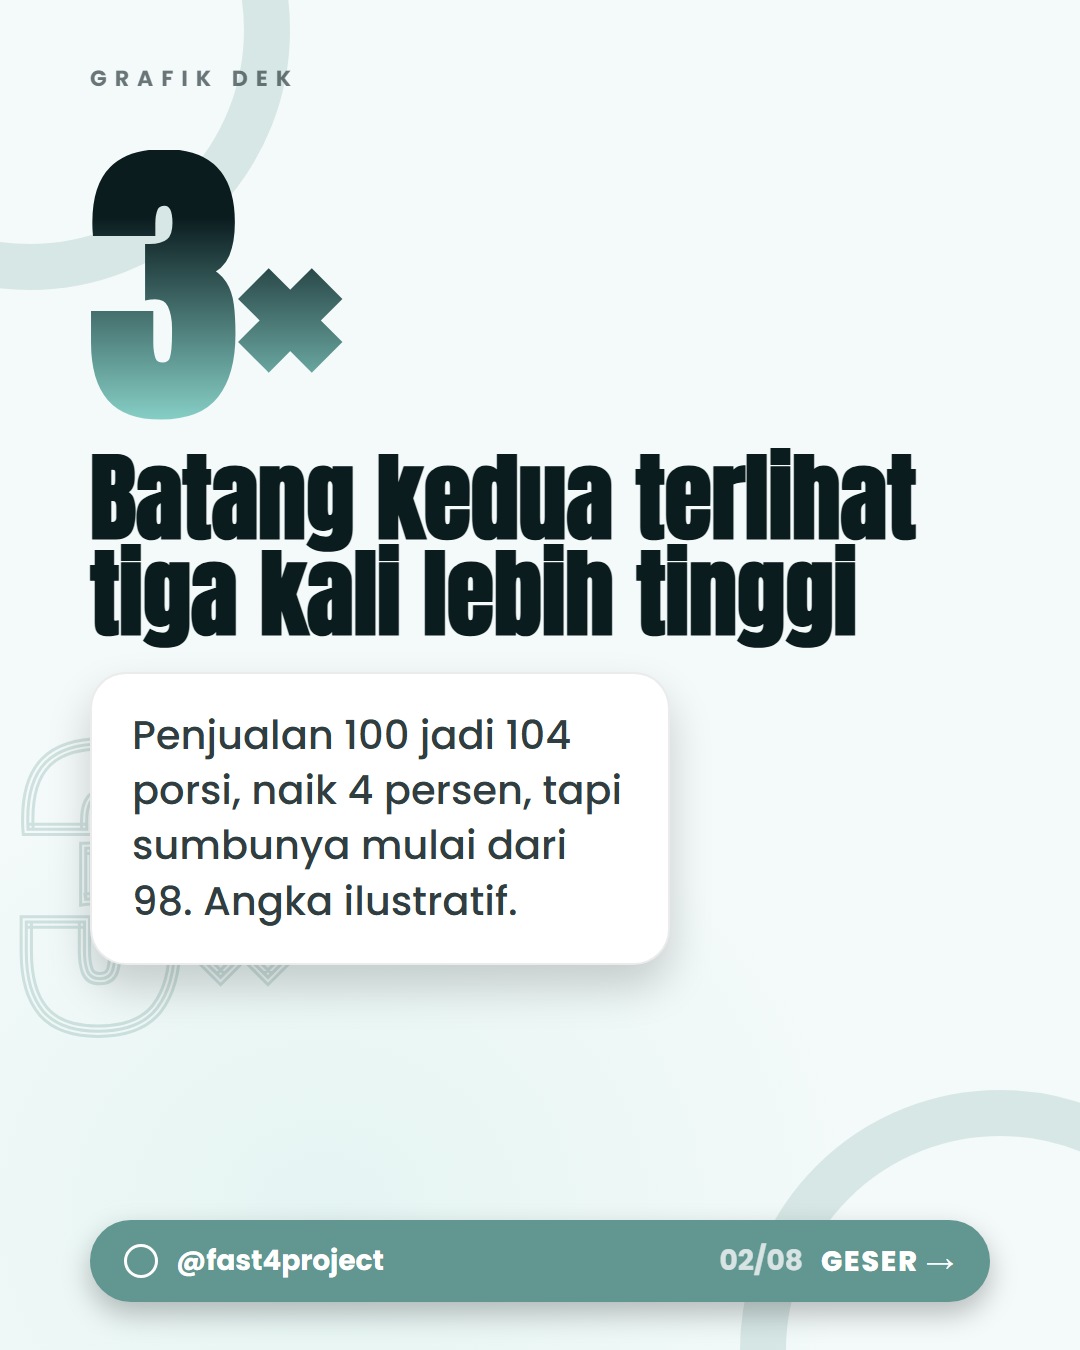 GRAFIK DEK
3×
Batang kedua terlihat
tiga kali lebih tinggi
Penjualan 100 jadi 104
porsi, naik 4 persen, tapi
sumbunya mulai dari
98. Angka ilustratif.
@fast4project
02/08 GESER →